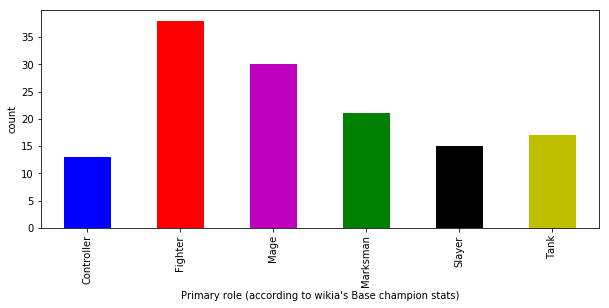 35
30
25
20
15
10
5
0
count
Controller
Fighter
Mage
Marksman
Slayer
Tank
Primary role (according to wikia's Base champion stats)